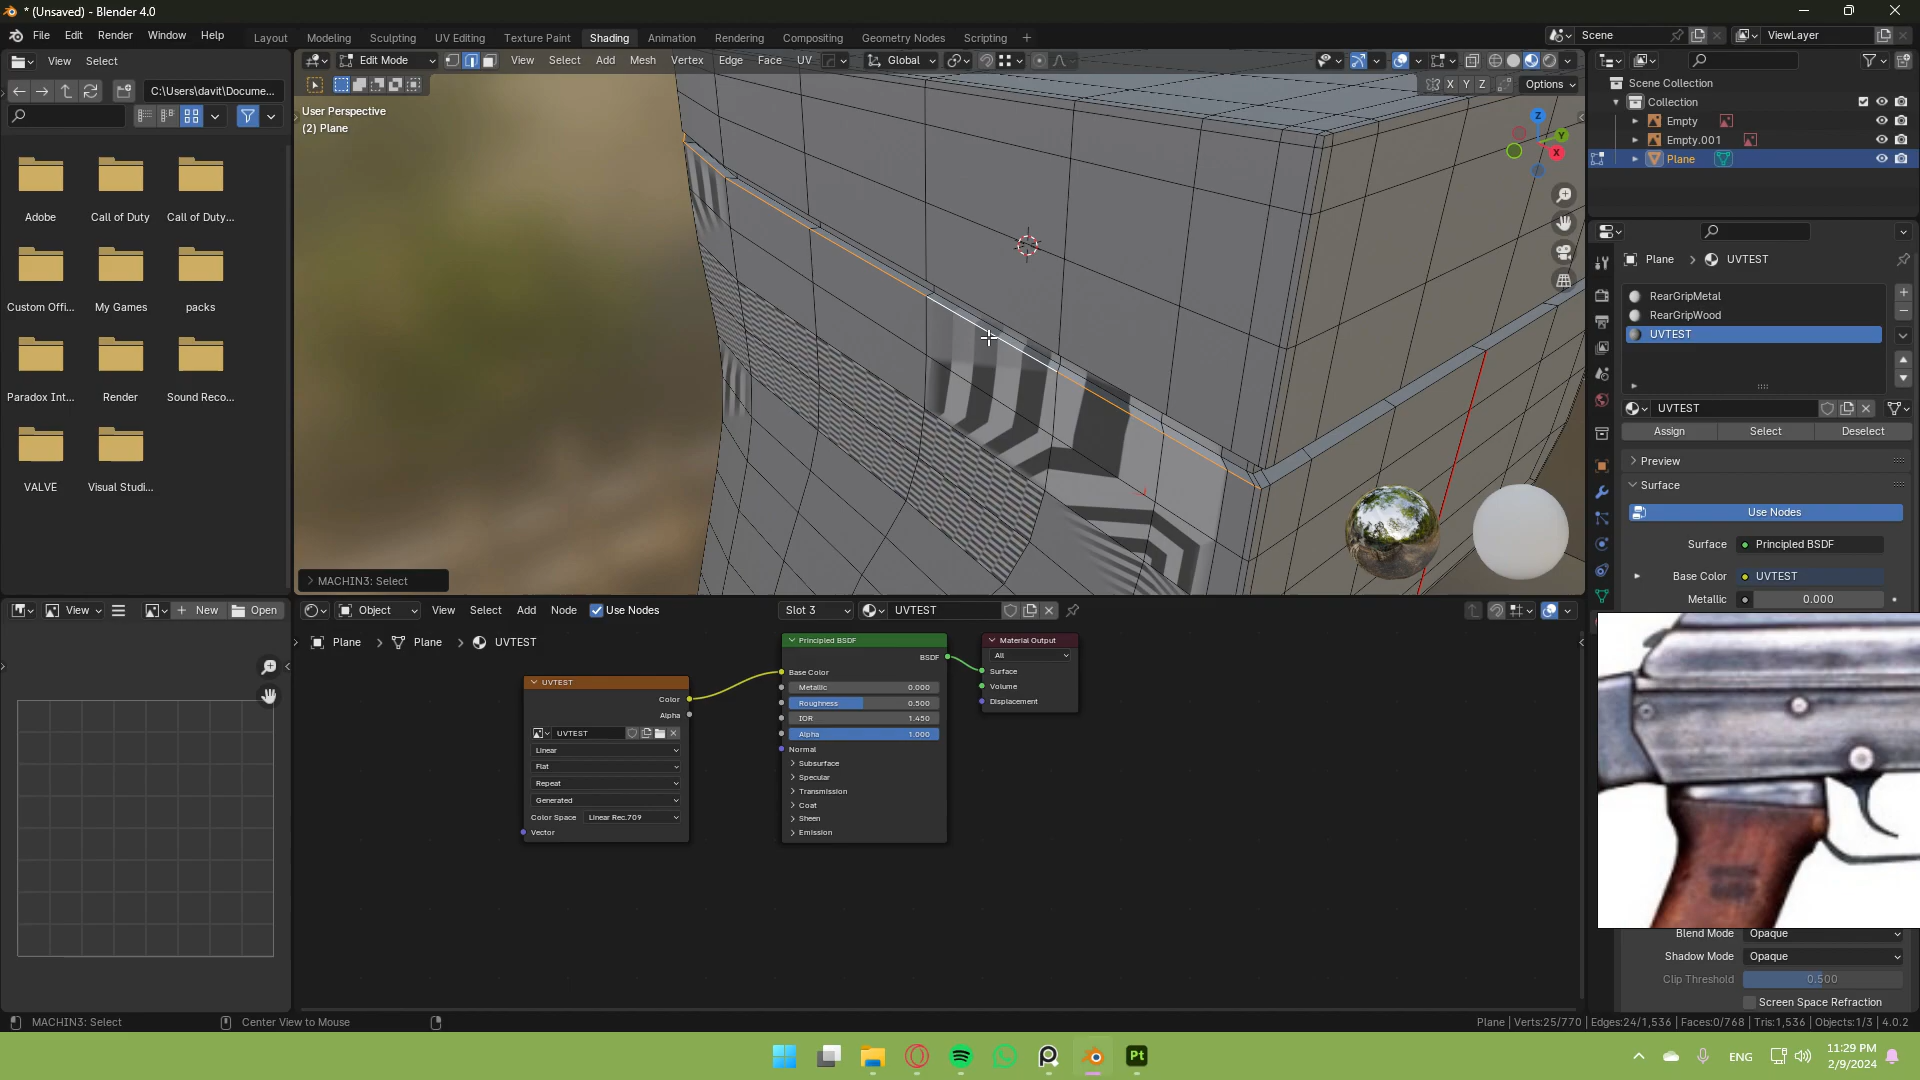 * (Unsaved) - Blender 4.0
File Edit Render Window Help
Layout Modeling Sculpting UV Editing Texture Paint Shading Animation Rendering Compositing Geometry Nodes Scripting +
Scene
ViewLayer
View Select
Edit Mode
View Select Add Mesh Vertex Edge Face UV
Global
C:\Users\davit\Docume...
X Y Z
Options
User Perspective
(2) Plane
Adobe
Call of Duty
Call of Duty...
Custom Offi...
My Games
packs
Paradox Int...
Render
Sound Reco...
VALVE
Visual Studi...
MACHIN3: Select
Z
Y
X
Scene Collection
Collection
Empty
Empty.001
Plane
Plane > UVTEST
RearGripMetal
RearGripWood
UVTEST
UVTEST
Assign Select Deselect
Preview
Surface
Use Nodes
Surface Principled BSDF
Base Color UVTEST
Metallic 0.000
Blend Mode Opaque
Shadow Mode Opaque
Clip Threshold 0.500
Screen Space Refraction
View
New
Open
Object
View Select Add Node
Use Nodes
Slot 3
UVTEST
Plane > Plane > UVTEST
UVTEST
Color
Alpha
UVTEST
Linear
Flat
Repeat
Generated
Color Space Linear Rec.709
Vector
Principled BSDF
BSDF
Base Color
Metallic 0.000
Roughness 0.500
IOR 1.450
Alpha 1.000
Normal
Subsurface
Specular
Transmission
Coat
Sheen
Emission
Material Output
All
Surface
Volume
Displacement
MACHIN3: Select
Center View to Mouse
Plane | Verts:25/770 | Edges:24/1,536 | Faces:0/768 | Tris:1,536 | Objects:1/3 | 4.0.2
Pt
ENG
11:29 PM
2/9/2024